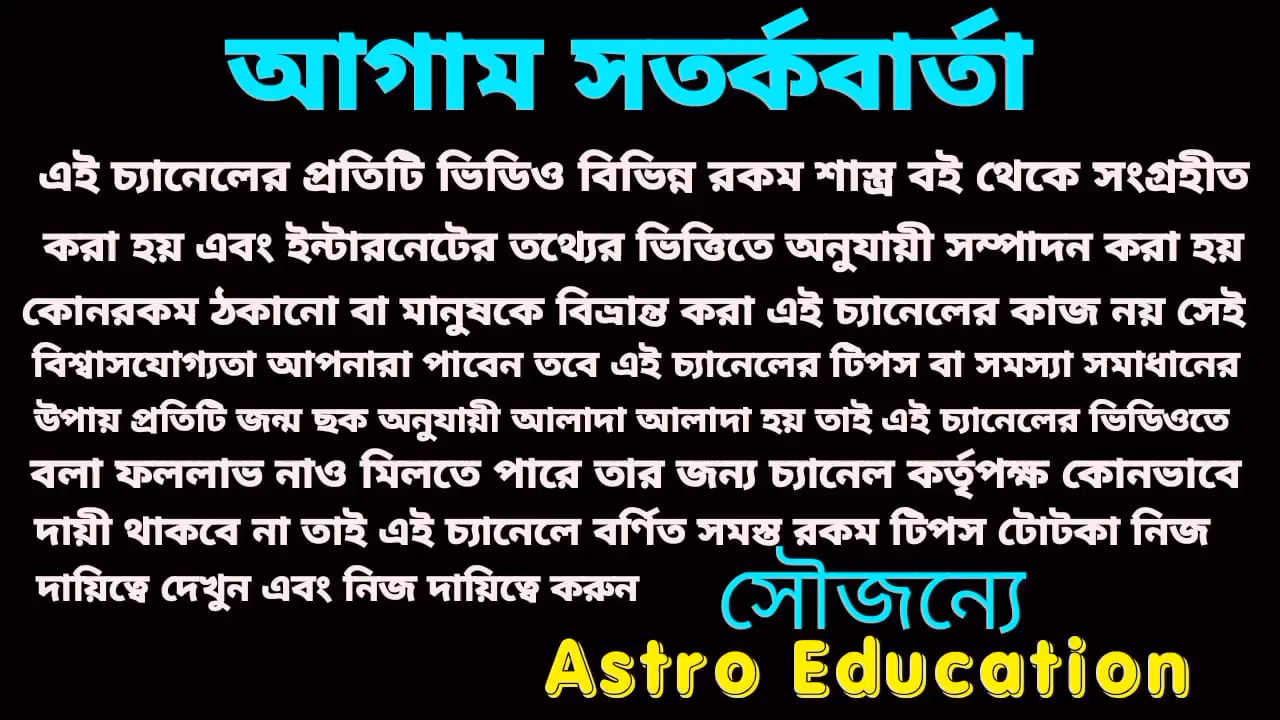 আগাম সতর্কবার্তা
এই চ্যানেলের প্রতিটি ভিডিও বিভিন্ন রকম শাস্ত্র বই থেকে সংগ্রহীত
করা হয় এবং ইন্টারনেটের তথ্যের ভিত্তিতে অনুযায়ী সম্পাদন করা হয়
কোনরকম ঠকানো বা মানুষকে বিভ্রান্ত করা এই চ্যানেলের কাজ নয় সেই
বিশ্বাসযোগ্যতা আপনারা পাবেন তবে এই চ্যানেলের টিপস বা সমস্যা সমাধানের
উপায় প্রতিটি জন্ম ছক অনুযায়ী আলাদা আলাদা হয় তাই এই চ্যানেলের ভিডিওতে
বলা ফললাভ নাও মিলতে পারে তার জন্য চ্যানেল কর্তৃপক্ষ কোনভাবে
দায়ী থাকবে না তাই এই চ্যানেলে বর্ণিত সমস্ত রকম টিপস টোটকা নিজ
দায়িত্বে দেখুন এবং নিজ দায়িত্বে করুন
সৌজন্যে
Astro Education